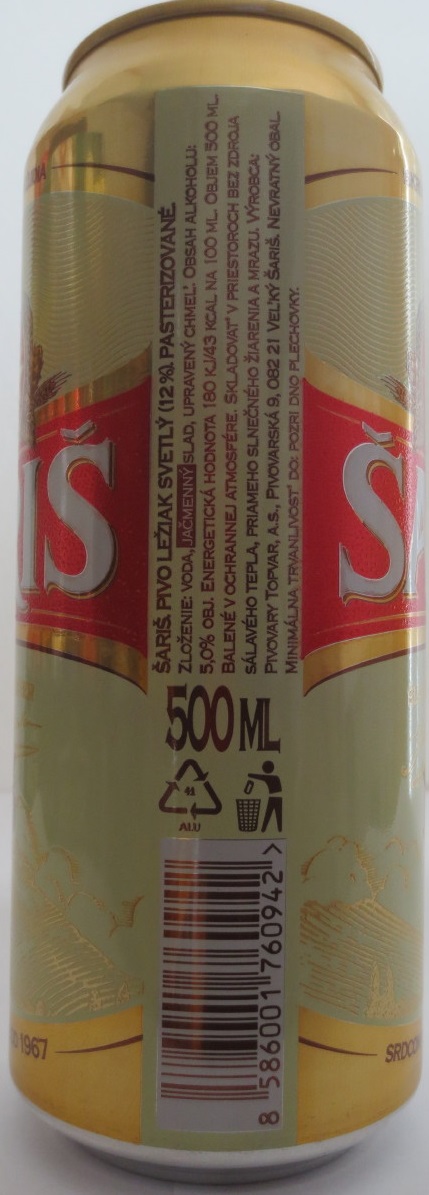 ŠARIŠ. PIVO LEŽIAK SVETLÝ (12%), PASTERIZOVANÉ.
ZLOŽENIE: VODA, JAČMENNÝ SLAD, UPRAVENÝ CHMEĽ. OBSAH ALKOHOLU:
5,0% OBJ. ENERGETICKÁ HODNOTA 180 KJ/43 KCAL NA 100 ML. OBJEM 500 ML.
BALENÉ V OCHRANNEJ ATMOSFÉRE. SKLADOVAŤ V PRIESTOROCH BEZ ZDROJA
SÁLAVÉHO TEPLA, PRIAMEHO SLNEČNÉHO ŽIARENIA A MRAZU. VÝROBCA:
PIVOVARY TOPVAR, A.S., PIVOVARSKÁ 9, 082 21 VEĽKÝ ŠARIŠ. NEVRATNÝ OBAL.
MINIMÁLNA TRVANLIVOSŤ DO: POZRI DNO PLECHOVKY.
500 ML
41
ALU
8 586001 760942 >
IŠ
ŠA
1967